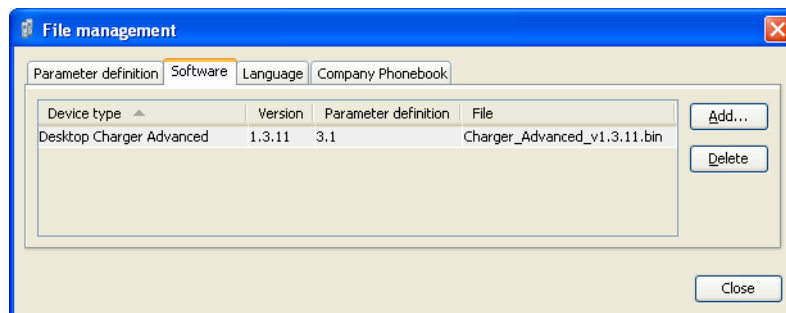 File management
Parameter definition Software Language Company Phonebook
Device type Version Parameter definition File
Desktop Charger Advanced 1.3.11 3.1 Charger_Advanced_v1.3.11.bin
Add...
Delete
Close